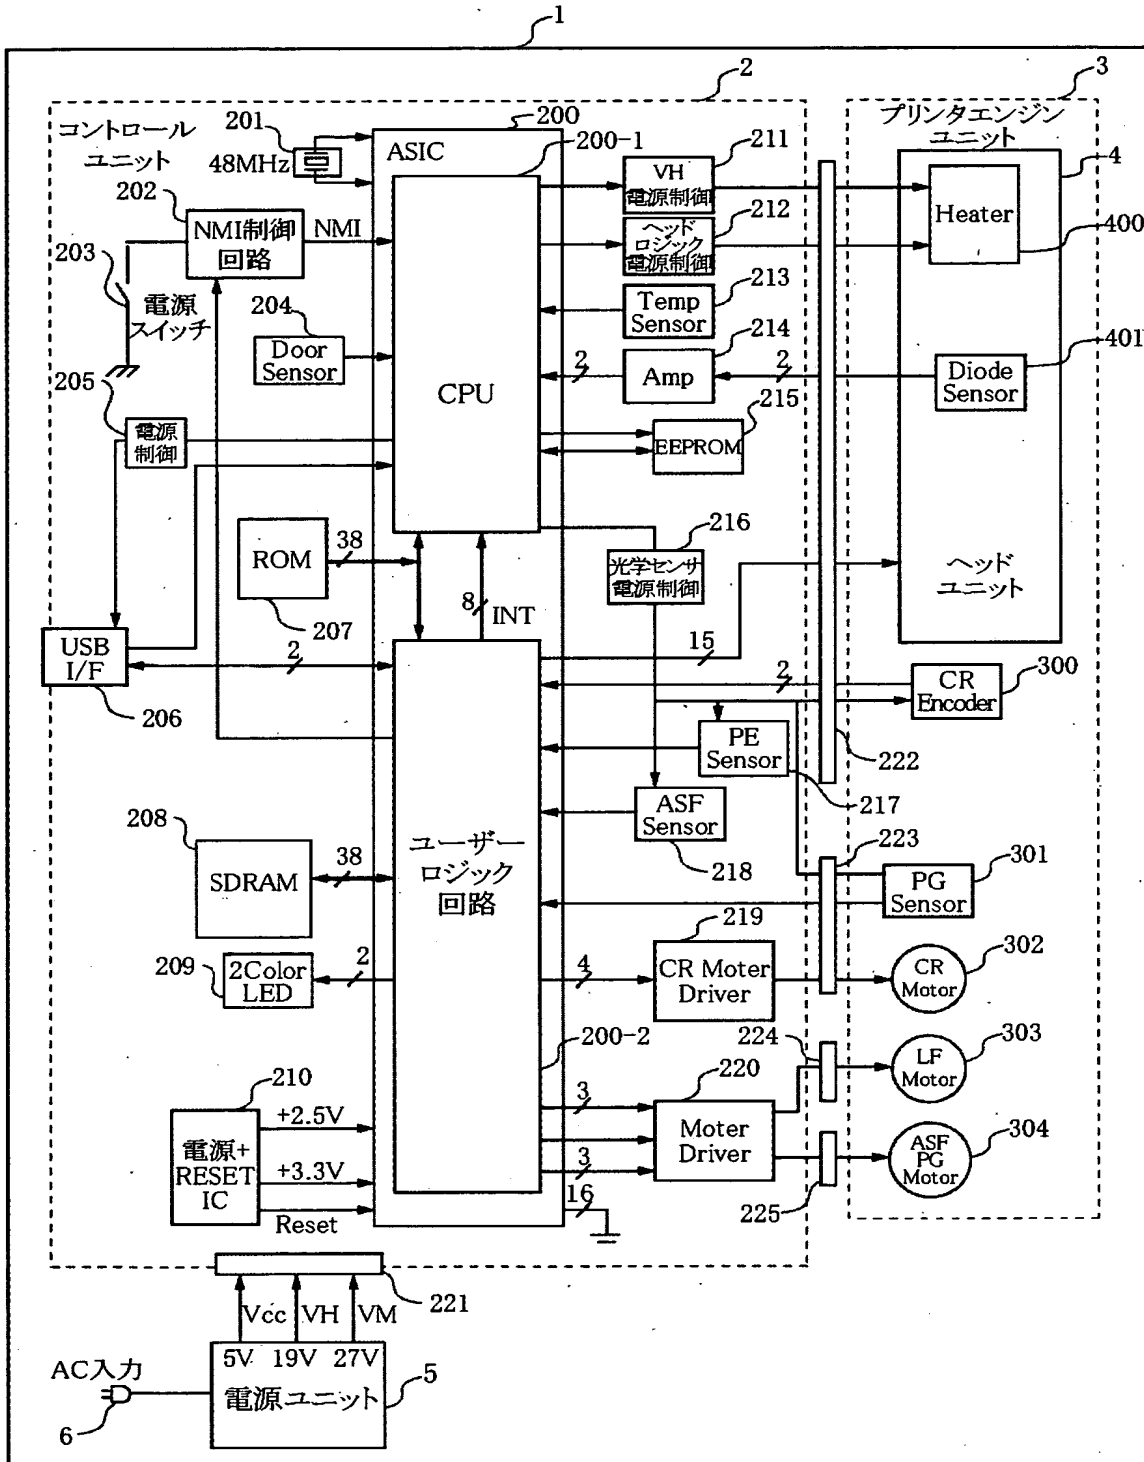 1
2
3
コントロール
ユニット
201
48MHz
200
ASIC
200-1
CPU
プリンタエンジン
ユニット
4
202
NMI制御
回路
NMI
203
電源
スイッチ
204
Door
Sensor
205
電源
制御
211
VH
電源制御
212
ヘッド
ロジック
電源制御
213
Temp
Sensor
214
2
Amp
2
215
EEPROM
Heater
400
401
Diode
Sensor
ヘッド
ユニット
ROM
38
207
8
INT
216
光学センサ
電源制御
USB
I/F
206
2
15
2
CR
Encoder
300
PE
Sensor
217
222
ASF
Sensor
218
223
PG
Sensor
301
208
SDRAM
38
ユーザー
ロジック
回路
209
2Color
LED
2
219
4
CR Moter
Driver
CR
Motor
302
200-2
224
LF
Motor
303
220
3
3
Moter
Driver
225
ASF
PG
Motor
304
210
電源+
RESET
IC
+2.5V
+3.3V
Reset
16
221
Vcc
VH
VM
5V
19V
27V
電源ユニット
5
AC入力
6